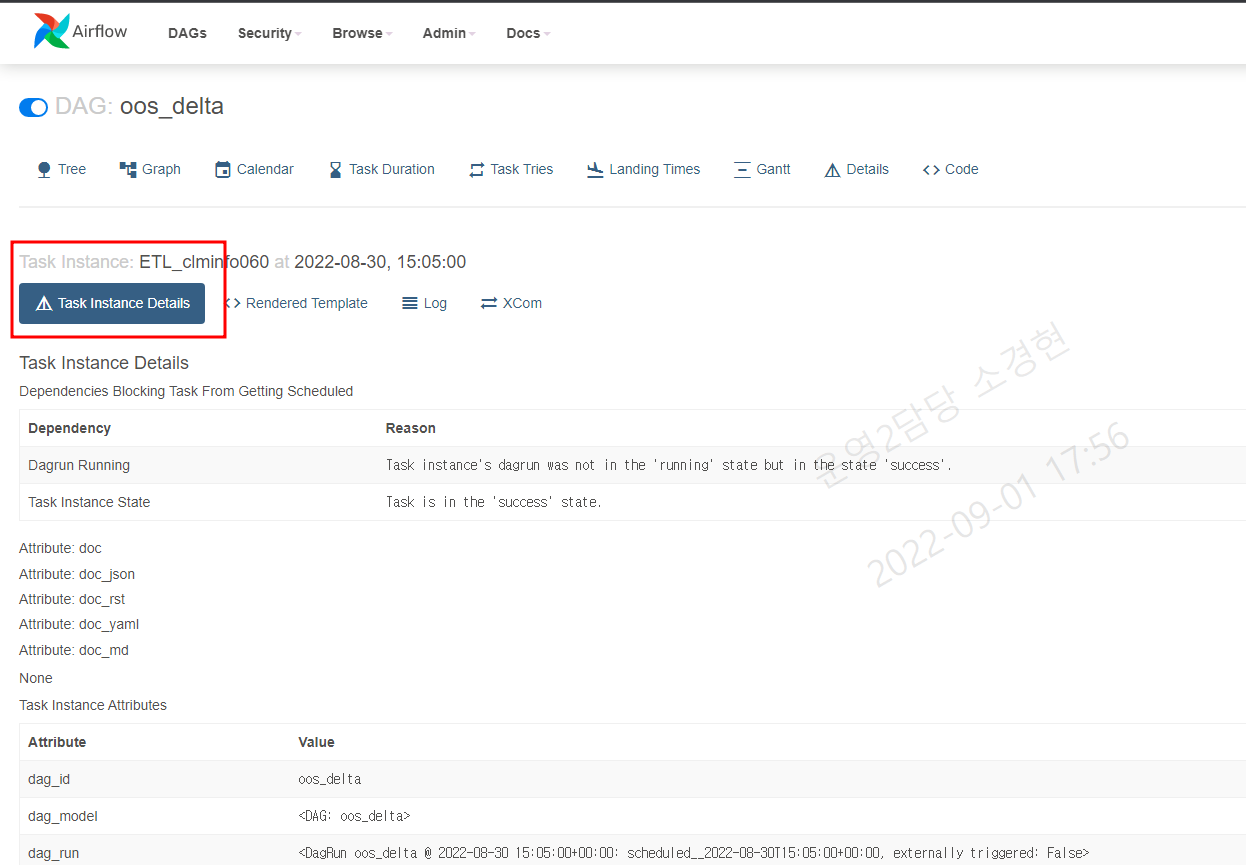 Airflow DAGs Security Browse Admin Docs
DAG: oos_delta
Tree Graph Calendar Task Duration Task Tries Landing Times Gantt Details Code
Task Instance: ETL_clminfo060 at 2022-08-30, 15:05:00
Task Instance Details Rendered Template Log XCom
Task Instance Details
Dependencies Blocking Task From Getting Scheduled
Dependency Reason
Dagrun Running Task instance's dagrun was not in the 'running' state but in the state 'success'.
Task Instance State Task is in the 'success' state.
운영2담당 소경현
2022-09-01 17:56
Attribute: doc
Attribute: doc_json
Attribute: doc_rst
Attribute: doc_yaml
Attribute: doc_md
None
Task Instance Attributes
Attribute Value
dag_id oos_delta
dag_model <DAG: oos_delta>
dag_run <DagRun oos_delta @ 2022-08-30 15:05:00+00:00: scheduled__2022-08-30T15:05:00+00:00, externally triggered: False>